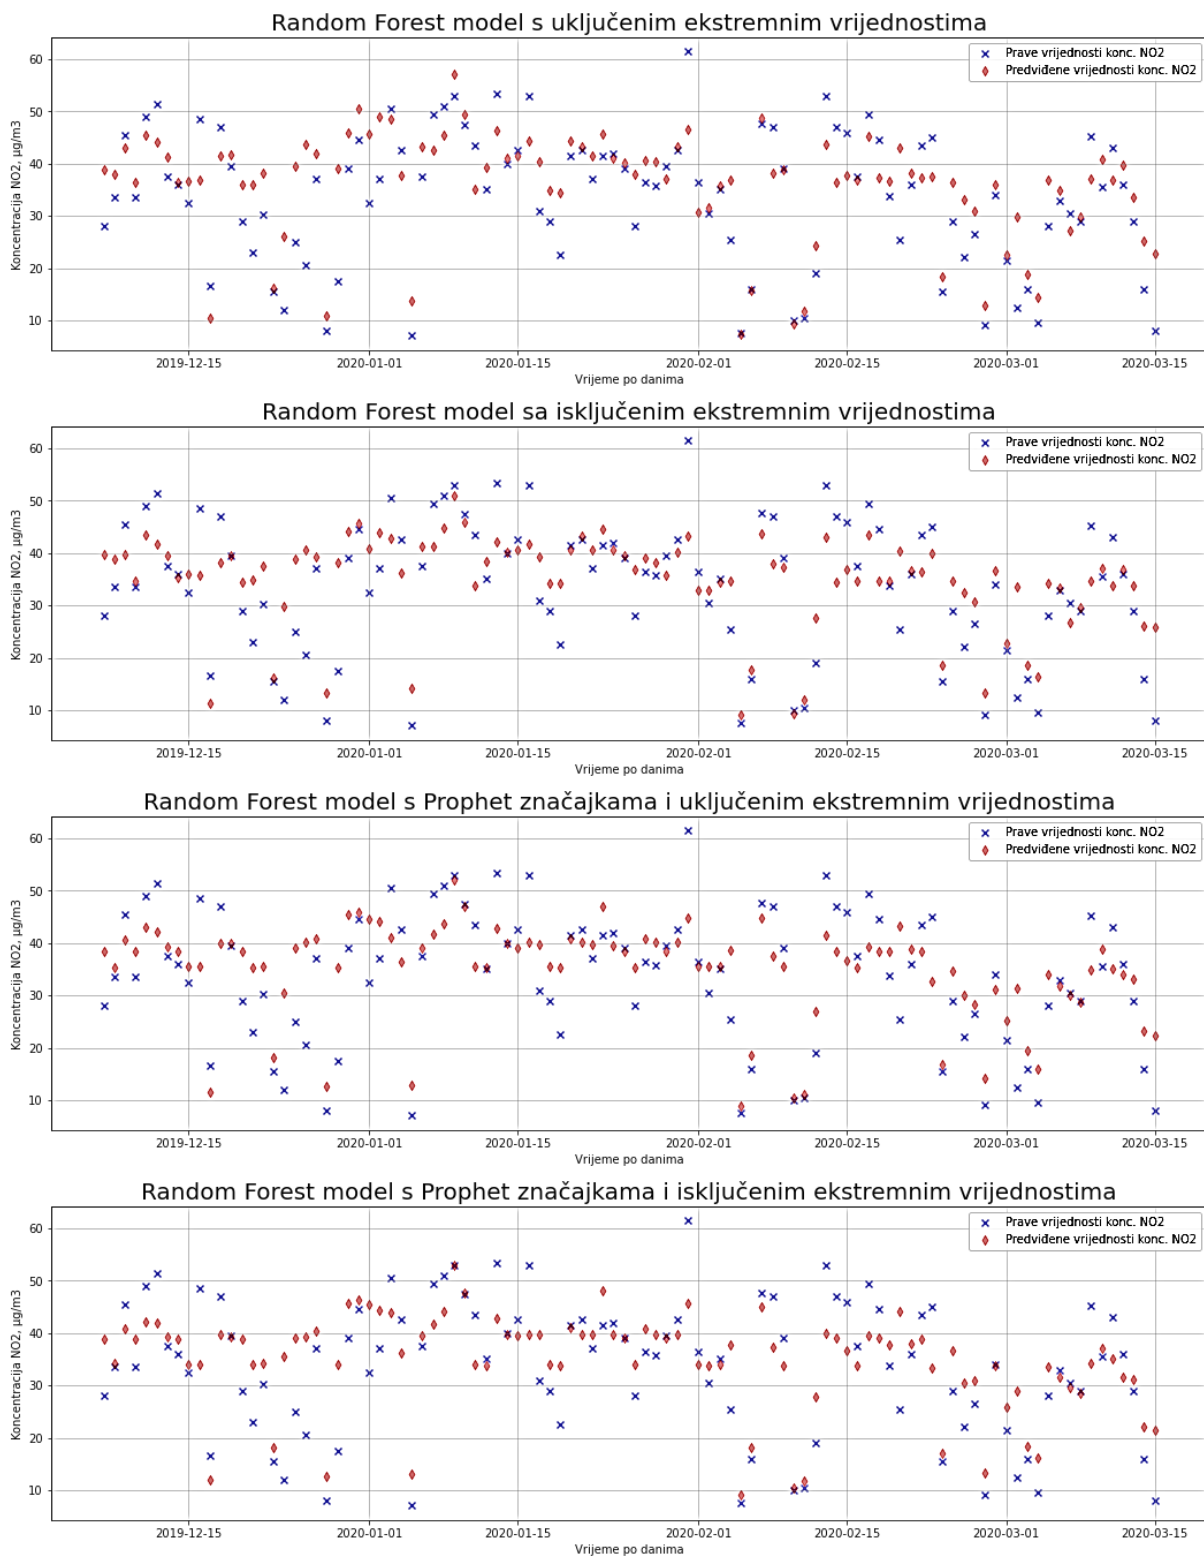 Random Forest model s uključenim ekstremnim vrijednostima
60
50
40
30
20
10
Koncentracija NO2, µg/m3
Prave vrijednosti konc. NO2
Predviđene vrijednosti konc. NO2
2019-12-15 2020-01-01 2020-01-15 2020-02-01 2020-02-15 2020-03-01 2020-03-15
Vrijeme po danima
Random Forest model sa isključenim ekstremnim vrijednostima
60
50
40
30
20
10
Koncentracija NO2, µg/m3
Prave vrijednosti konc. NO2
Predviđene vrijednosti konc. NO2
2019-12-15 2020-01-01 2020-01-15 2020-02-01 2020-02-15 2020-03-01 2020-03-15
Vrijeme po danima
Random Forest model s Prophet značajkama i uključenim ekstremnim vrijednostima
60
50
40
30
20
10
Koncentracija NO2, µg/m3
Prave vrijednosti konc. NO2
Predviđene vrijednosti konc. NO2
2019-12-15 2020-01-01 2020-01-15 2020-02-01 2020-02-15 2020-03-01 2020-03-15
Vrijeme po danima
Random Forest model s Prophet značajkama i isključenim ekstremnim vrijednostima
60
50
40
30
20
10
Koncentracija NO2, µg/m3
Prave vrijednosti konc. NO2
Predviđene vrijednosti konc. NO2
2019-12-15 2020-01-01 2020-01-15 2020-02-01 2020-02-15 2020-03-01 2020-03-15
Vrijeme po danima